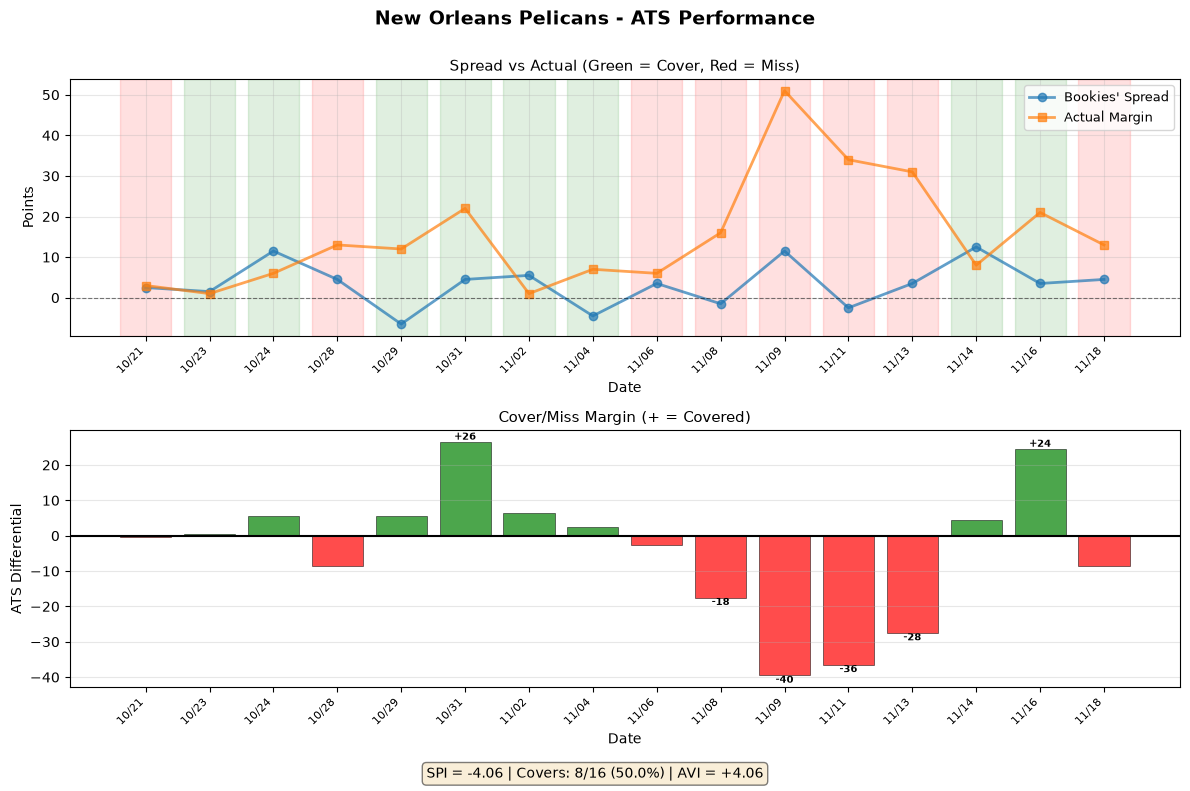 New Orleans Pelicans - ATS Performance
Spread vs Actual (Green = Cover, Red = Miss)
Points
50
40
30
20
10
0
Bookies' Spread
Actual Margin
10/21 10/23 10/24 10/28 10/29 10/31 11/02 11/04 11/06 11/08 11/09 11/11 11/13 11/14 11/16 11/18
Date
Cover/Miss Margin (+ = Covered)
ATS Differential
20
10
0
−10
−20
−30
−40
+26
+24
-18
-40
-36
-28
10/21 10/23 10/24 10/28 10/29 10/31 11/02 11/04 11/06 11/08 11/09 11/11 11/13 11/14 11/16 11/18
Date
SPI = -4.06 | Covers: 8/16 (50.0%) | AVI = +4.06